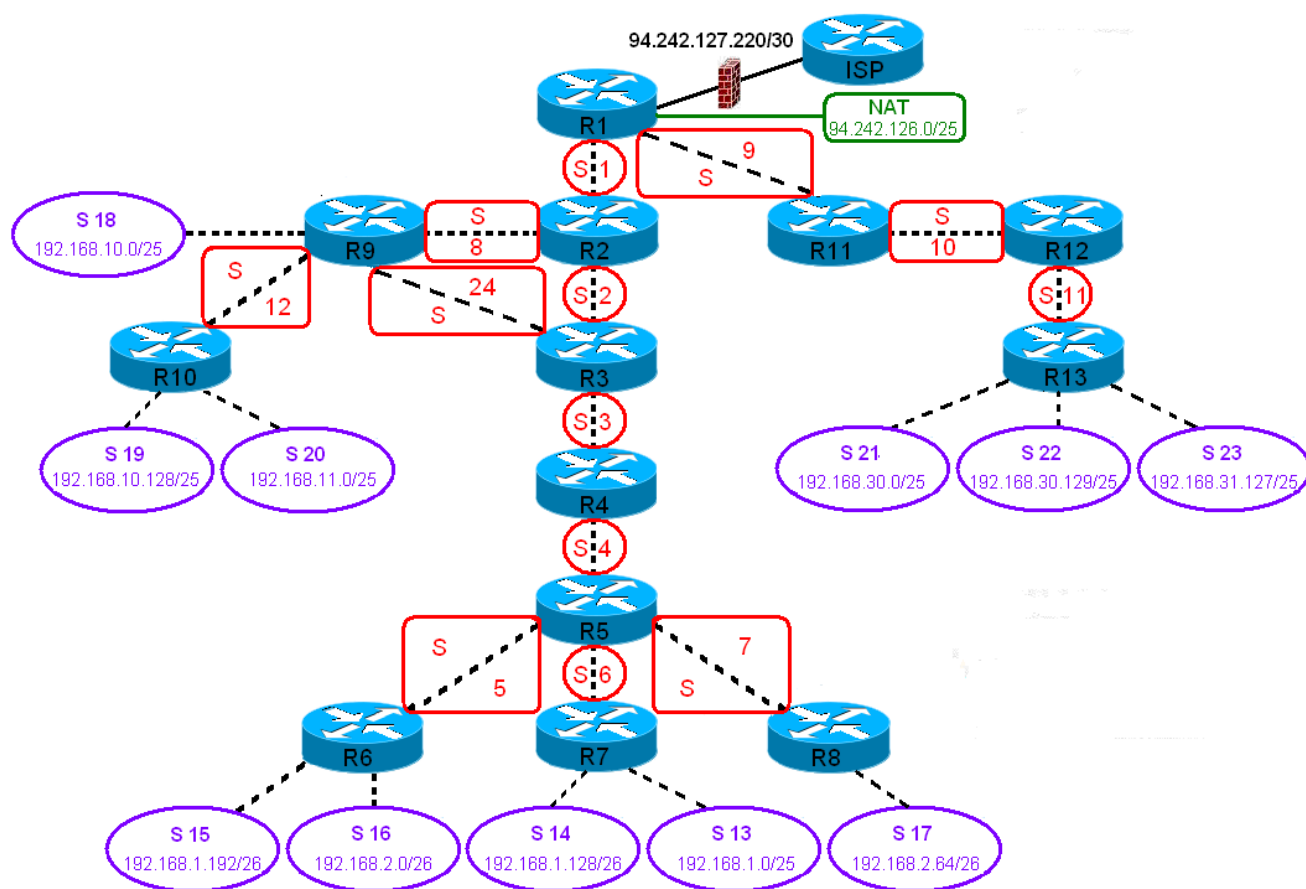 94.242.127.220/30
ISP
NAT
94.242.126.0/25
R1
S 1
9
S
S 18
192.168.10.0/25
R9
S
8
R2
R11
S
10
R12
S
12
24
S
S 2
S 11
R10
R3
R13
S 3
S 19
192.168.10.128/25
S 20
192.168.11.0/25
S 21
192.168.30.0/25
S 22
192.168.30.129/25
S 23
192.168.31.127/25
R4
S 4
R5
S
5
S 6
7
S
R6
R7
R8
S 15
192.168.1.192/26
S 16
192.168.2.0/26
S 14
192.168.1.128/26
S 13
192.168.1.0/25
S 17
192.168.2.64/26